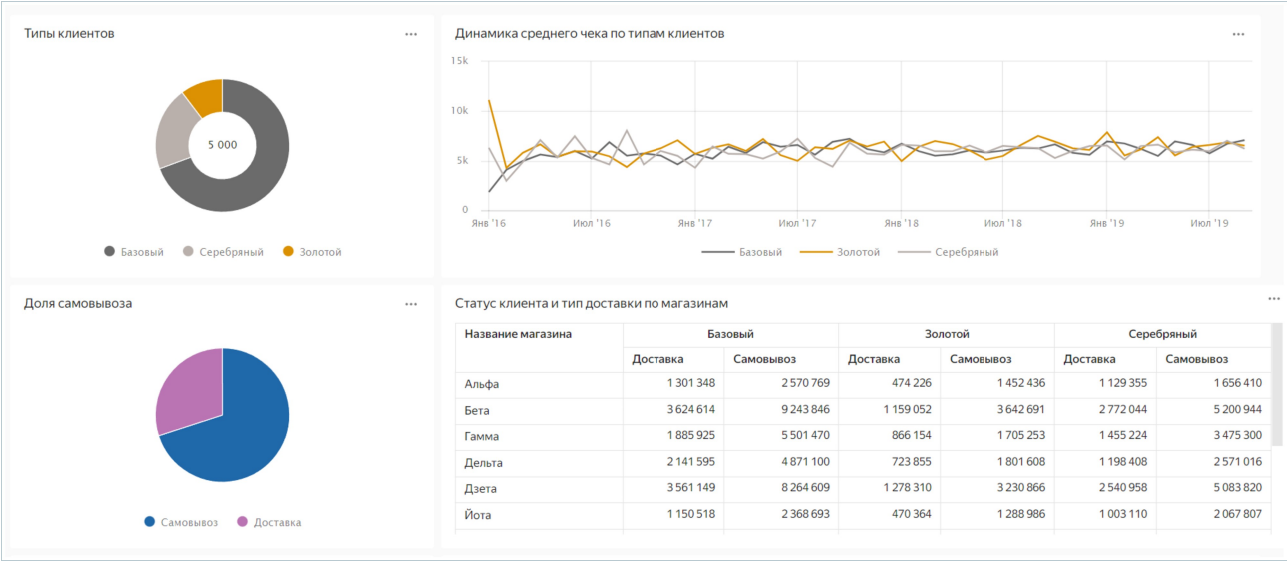 Типы клиентов
5 000
Базовый Серебряный Золотой
Динамика среднего чека по типам клиентов
15k
10k
5k
0
Янв '16 Июл '16 Янв '17 Июл '17 Янв '18 Июл '18 Янв '19 Июл '19
Базовый Золотой Серебряный
Доля самовывоза
Самовывоз Доставка
Статус клиента и тип доставки по магазинам
Название магазина Базовый Золотой Серебряный
Доставка Самовывоз Доставка Самовывоз Доставка Самовывоз
Альфа 1 301 348 2 570 769 474 226 1 452 436 1 129 355 1 656 410
Бета 3 624 614 9 243 846 1 159 052 3 642 691 2 772 044 5 200 944
Гамма 1 885 925 5 501 470 866 154 1 705 253 1 455 224 3 475 300
Дельта 2 141 595 4 871 100 723 855 1 801 608 1 198 408 2 571 016
Дзета 3 561 149 8 264 609 1 278 310 3 230 866 2 540 958 5 083 820
Йота 1 150 518 2 368 693 470 364 1 288 986 1 003 110 2 067 807